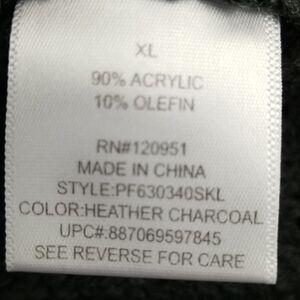 XL
90% ACRYLIC
10% OLEFIN
RN#120951
MADE IN CHINA
STYLE:PF630340SKL
COLOR:HEATHER CHARCOAL
UPC#:887069597845
SEE REVERSE FOR CARE